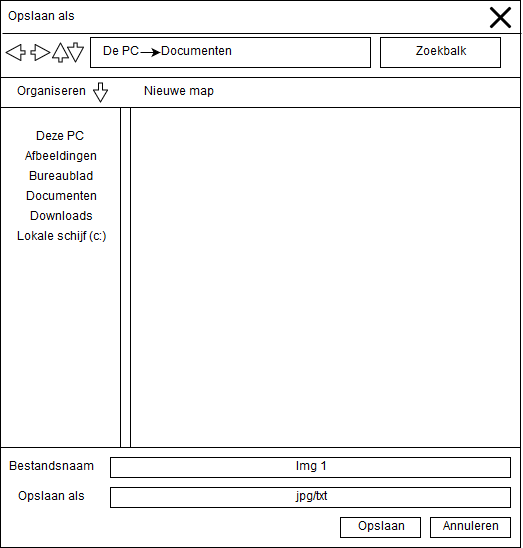 Opslaan als
De PC Documenten
Zoekbalk
Organiseren
Nieuwe map
Deze PC
Afbeeldingen
Bureaublad
Documenten
Downloads
Lokale schijf (c:)
Bestandsnaam
Img 1
Opslaan als
jpg/txt
Opslaan
Annuleren